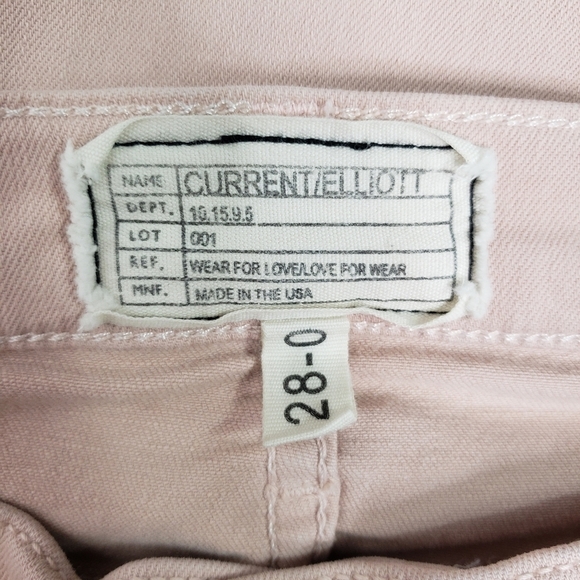 NAME CURRENT/ELLIOTT
DEPT. 10.15.9.5
LOT 001
REF. WEAR FOR LOVE/LOVE FOR WEAR
MNF. MADE IN THE USA
28-0